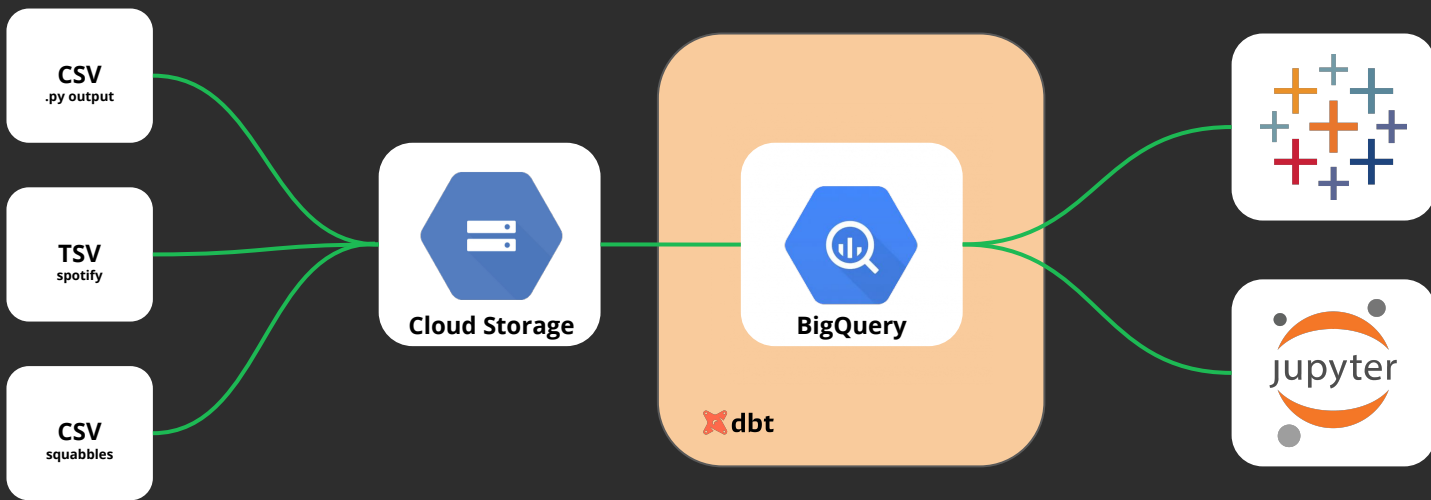 CSV
.py output
TSV
spotify
CSV
squabbles
Cloud Storage
BigQuery
dbt
jupyter